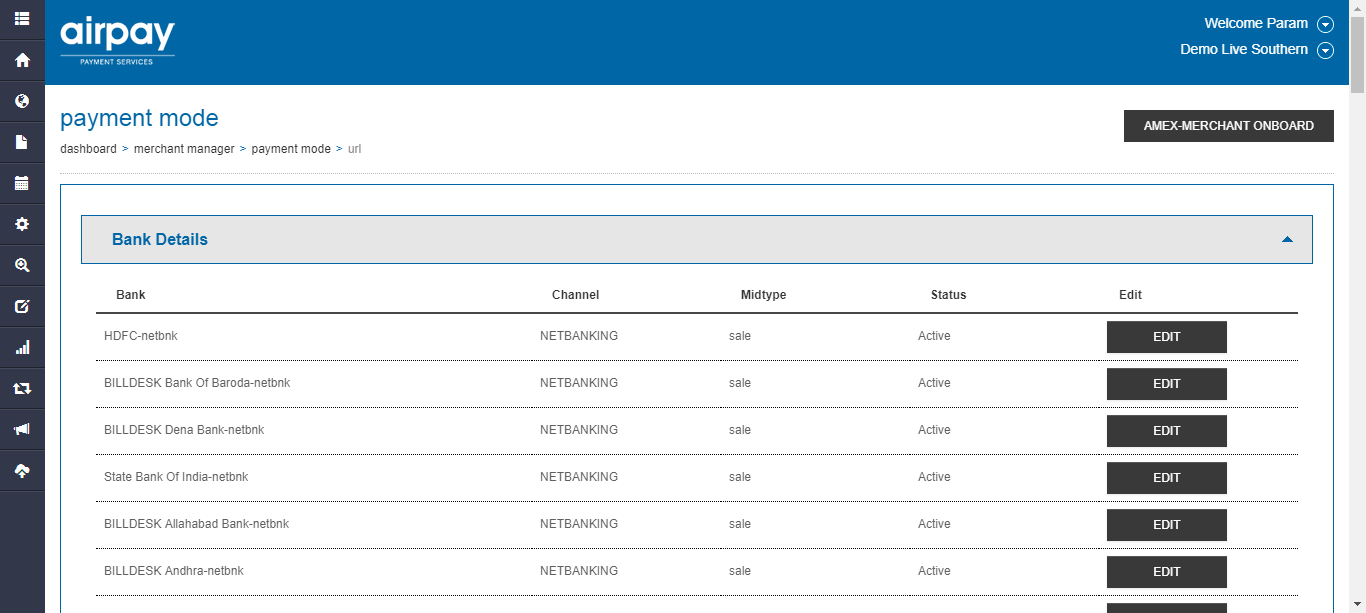 airpay
PAYMENT SERVICES
Welcome Param
Demo Live Southern
payment mode
AMEX-MERCHANT ONBOARD
dashboard > merchant manager > payment mode > url
Bank Details
Bank Channel Midtype Status Edit
HDFC-netbnk NETBANKING sale Active EDIT
BILLDESK Bank Of Baroda-netbnk NETBANKING sale Active EDIT
BILLDESK Dena Bank-netbnk NETBANKING sale Active EDIT
State Bank Of India-netbnk NETBANKING sale Active EDIT
BILLDESK Allahabad Bank-netbnk NETBANKING sale Active EDIT
BILLDESK Andhra-netbnk NETBANKING sale Active EDIT